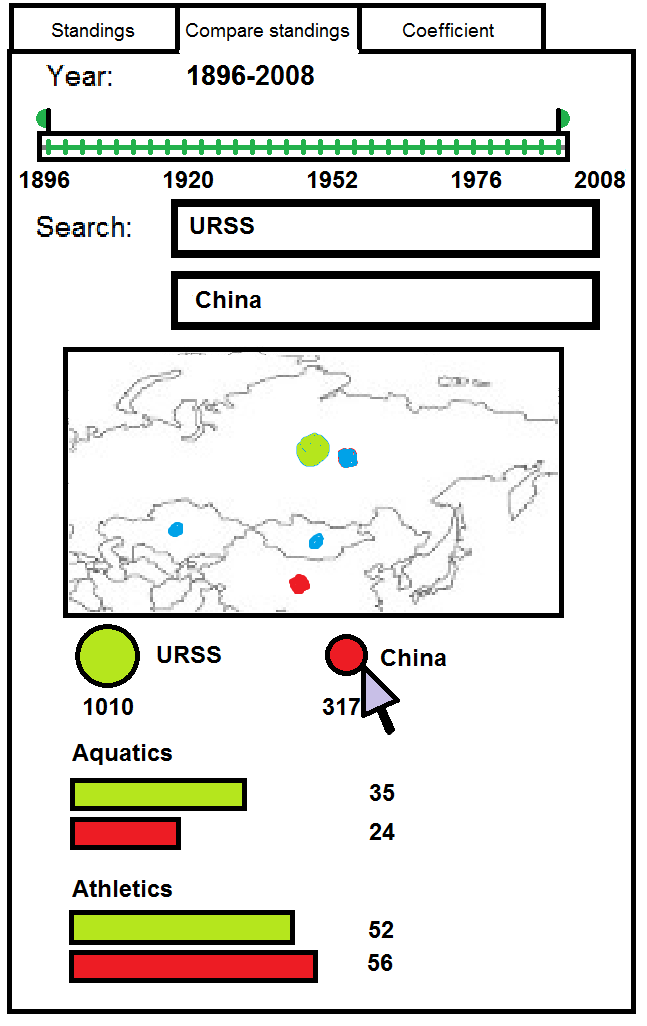 Standings Compare standings Coefficient
Year: 1896-2008
1896 1920 1952 1976 2008
Search: URSS
China
URSS China
1010 317
Aquatics
35
24
Athletics
52
56